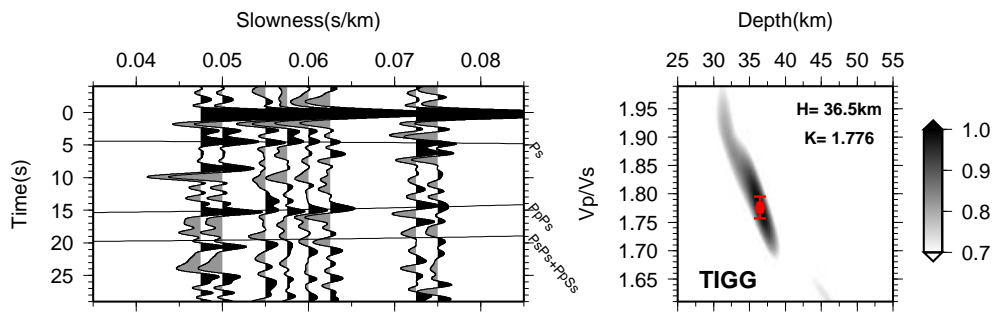 Slowness(s/km)
0.04 0.05 0.06 0.07 0.08
Time(s)
0
5
10
15
20
25
Ps
PpPs
PsPs+PpSs
Depth(km)
25 30 35 40 45 50 55
Vp/Vs
1.95
1.90
1.85
1.80
1.75
1.70
1.65
H= 36.5km
K= 1.776
TIGG
1.0
0.9
0.8
0.7